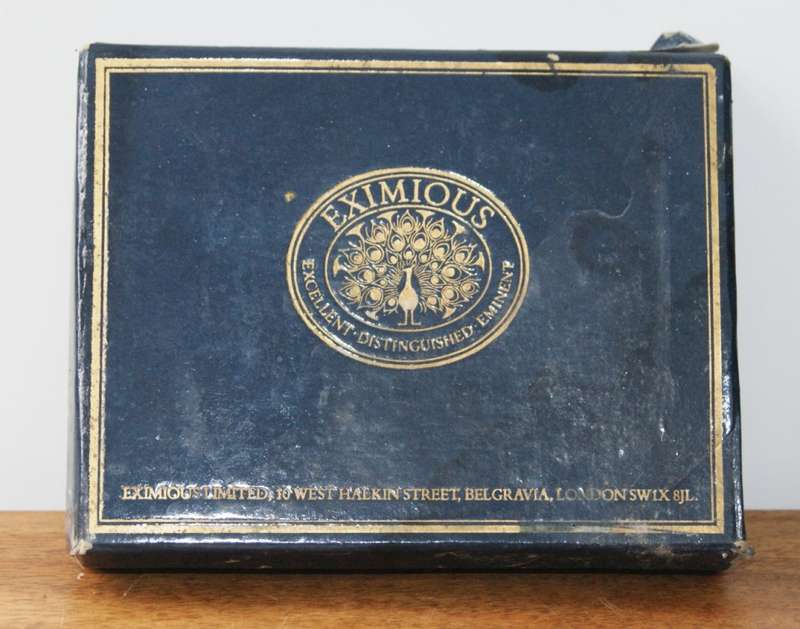 EXIMIOUS
EXCELLENT · DISTINGUISHED · EMINENT
EXIMIOUS LIMITED, 10 WEST HALKIN STREET, BELGRAVIA, LONDON SW1X 8JL.